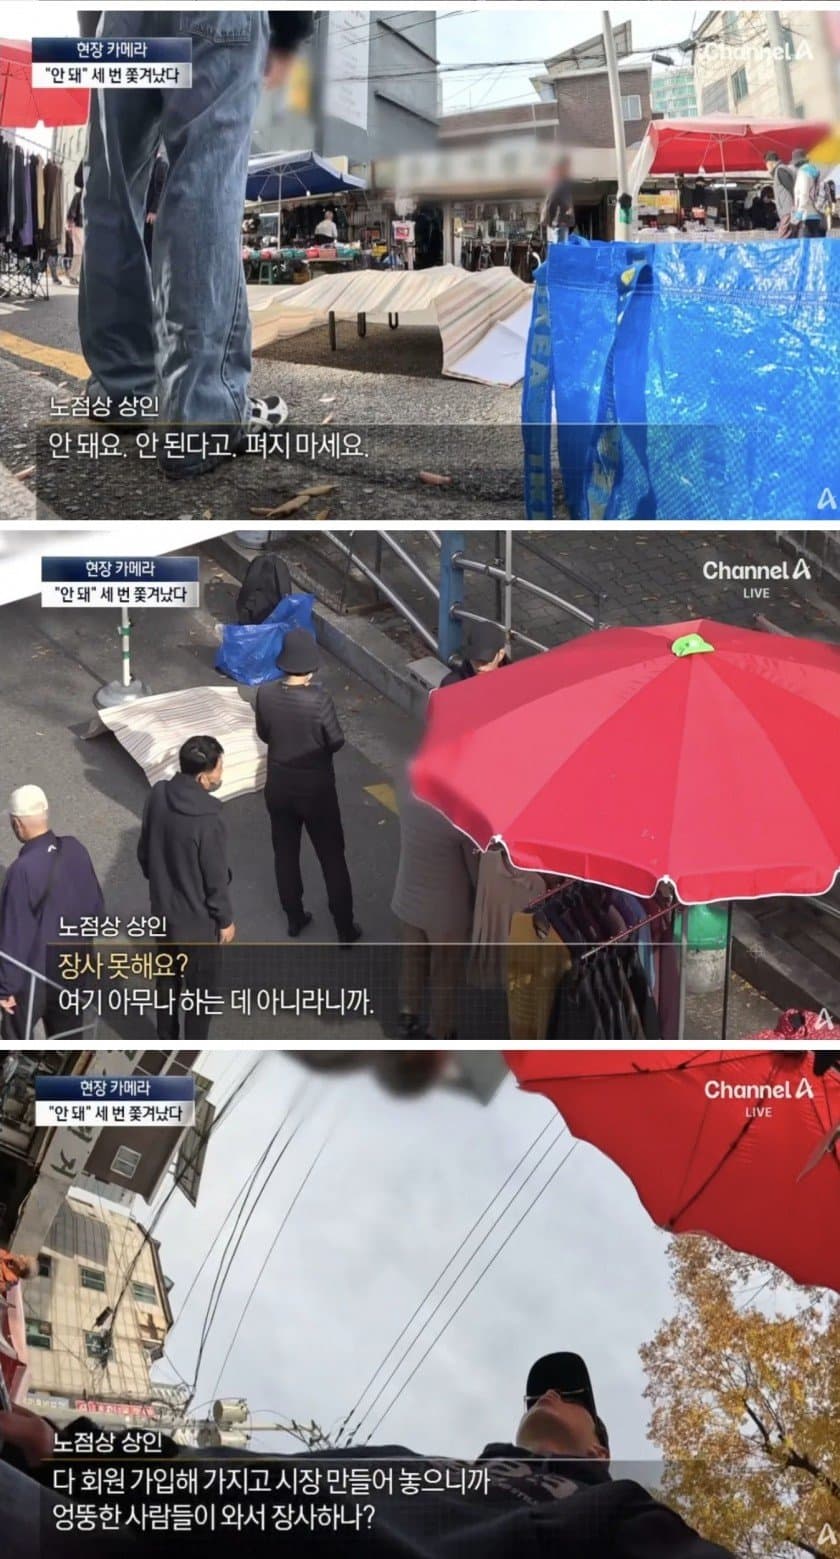 현장 카메라
"안 돼" 세 번 쫓겨났다
Channel A
IKEA
노점상 상인
안 돼요. 안 된다고. 펴지 마세요.
현장 카메라
"안 돼" 세 번 쫓겨났다
Channel A
LIVE
노점상 상인
장사 못해요?
여기 아무나 하는 데 아니라니까.
현장 카메라
"안 돼" 세 번 쫓겨났다
Channel A
LIVE
노점상 상인
다 회원 가입해 가지고 시장 만들어 놓으니까
엉뚱한 사람들이 와서 장사하나?